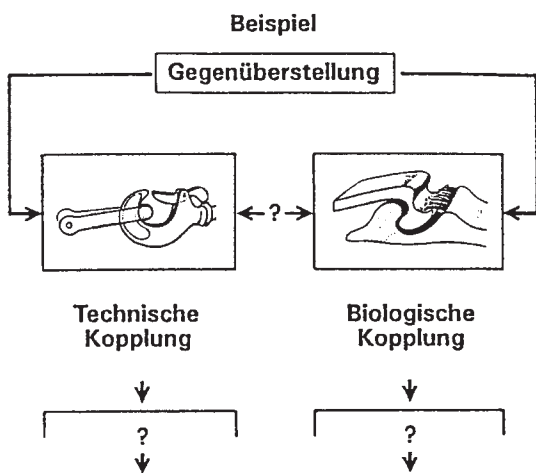 Beispiel
Gegenüberstellung
?
Technische
Kopplung
Biologische
Kopplung
?
?